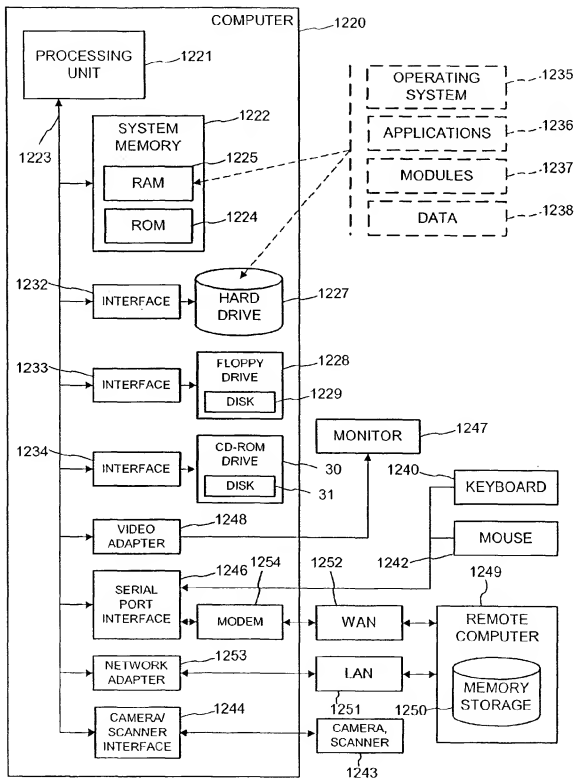 COMPUTER
1220
PROCESSING
UNIT
1221
1223
SYSTEM
MEMORY
1222
1225
RAM
ROM
1224
OPERATING
SYSTEM
1235
APPLICATIONS
1236
MODULES
1237
DATA
1238
1232
INTERFACE
HARD
DRIVE
1227
1233
INTERFACE
FLOPPY
DRIVE
1228
1229
DISK
1234
INTERFACE
CD-ROM
DRIVE
30
DISK
31
MONITOR
1247
1240
KEYBOARD
MOUSE
1242
VIDEO
ADAPTER
1248
1246
SERIAL
PORT
INTERFACE
1254
MODEM
1252
WAN
1249
REMOTE
COMPUTER
MEMORY
STORAGE
1250
NETWORK
ADAPTER
1253
LAN
1251
CAMERA/
SCANNER
INTERFACE
1244
CAMERA,
SCANNER
1243